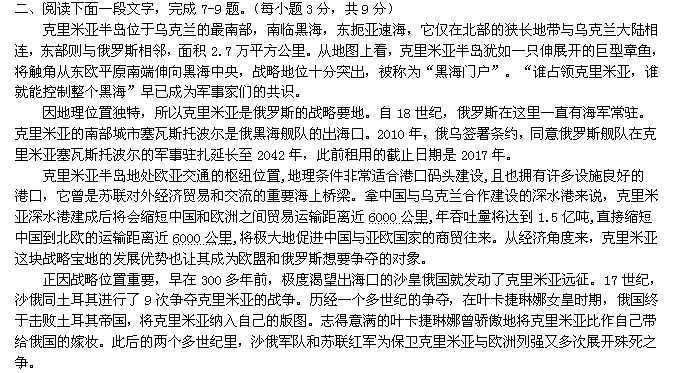 二、阅读下面一段文字，完成 7-9 题。（每小题 3 分，共 9 分）
克里米亚半岛位于乌克兰的最南部，南临黑海，东扼亚速海，它仅在北部的狭长地带与乌克兰大陆相
连，东部则与俄罗斯相邻，面积 2.7 万平方公里。从地图上看，克里米亚半岛犹如一只伸展开的巨型章鱼，
将触角从东欧平原南端伸向黑海中央，战略地位十分突出，被称为“黑海门户”。“谁占领克里米亚，谁
就能控制整个黑海”早已成为军事家们的共识。
因地理位置独特，所以克里米亚是俄罗斯的战略要地。自 18 世纪，俄罗斯在这里一直有海军常驻。
克里米亚的南部城市塞瓦斯托波尔是俄黑海舰队的出海口。2010 年，俄乌签署条约，同意俄罗斯舰队在克
里米亚塞瓦斯托波尔的军事驻扎延长至 2042 年，此前租用的截止日期是 2017 年。
克里米亚半岛地处欧亚交通的枢纽位置,地理条件非常适合港口码头建设,且也拥有许多设施良好的
港口，它曾是苏联对外经济贸易和交流的重要海上桥梁。拿中国与乌克兰合作建设的深水港来说，克里米
亚深水港建成后将会缩短中国和欧洲之间贸易运输距离近 6000 公里,年吞吐量将达到 1.5 亿吨,直接缩短
中国到北欧的运输距离近 6000 公里,将极大地促进中国与亚欧国家的商贸往来。从经济角度来，克里米亚
这块战略宝地的发展优势也让其成为欧盟和俄罗斯想要争夺的对象。
正因战略位置重要，早在 300 多年前，极度渴望出海口的沙皇俄国就发动了克里米亚远征。17 世纪，
沙俄同土耳其进行了 9 次争夺克里米亚的战争。历经一个多世纪的争夺，在叶卡捷琳娜女皇时期，俄国终
于击败土耳其帝国，将克里米亚纳入自己的版图。志得意满的叶卡捷琳娜曾骄傲地将克里米亚比作自己带
给俄国的嫁妆。此后的两个多世纪里，沙俄军队和苏联红军为保卫克里米亚与欧洲列强又多次展开殊死之
争。